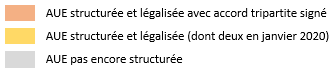 AUE structurée et légalisée avec accord tripartite signé
AUE structurée et légalisée (dont deux en janvier 2020)
AUE pas encore structurée